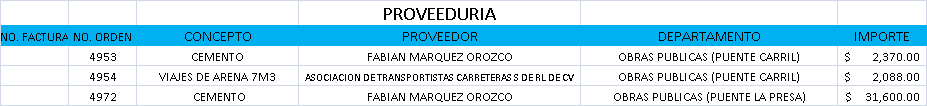 PROVEEDURIA
NO. FACTURA NO. ORDEN CONCEPTO PROVEEDOR DEPARTAMENTO IMPORTE
4953 CEMENTO FABIAN MARQUEZ OROZCO OBRAS PUBLICAS (PUENTE CARRIL) $ 2,370.00
4954 VIAJES DE ARENA 7M3 ASOCIACION DE TRANSPORTISTAS CARRETERAS S DE RL DE CV OBRAS PUBLICAS (PUENTE CARRIL) $ 2,088.00
4972 CEMENTO FABIAN MARQUEZ OROZCO OBRAS PUBLICAS (PUENTE LA PRESA) $ 31,600.00